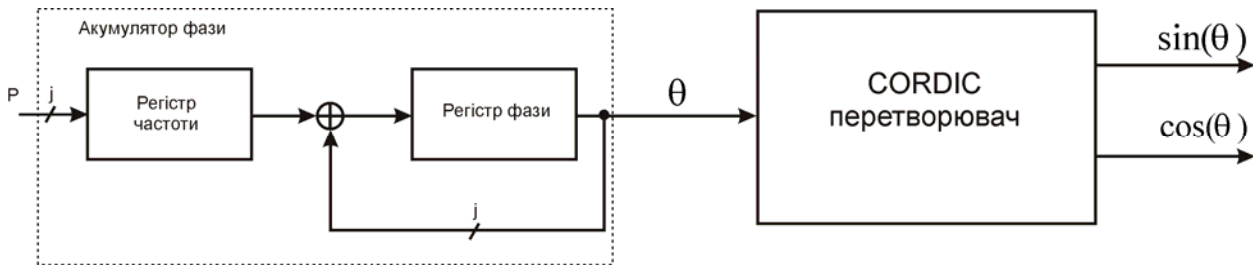 Акумулятор фази
P
j
Регістр
частоти
Регістр фази
j
θ
CORDIC
перетворювач
sin(θ)
cos(θ)